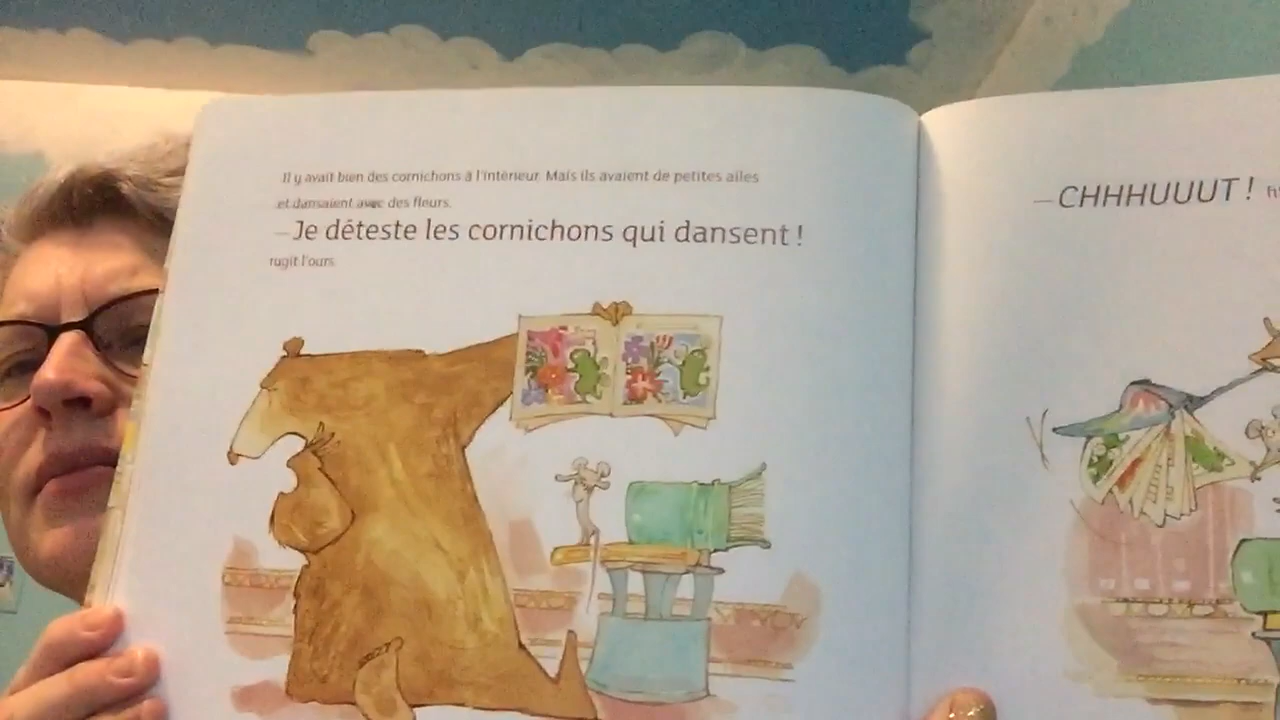 Il y avait bien des cornichons à l'intérieur. Mais ils avaient de petites ailes
et dansaient avec des fleurs.
—Je déteste les cornichons qui dansent !
rugit l'ours.
—CHHHUUUT !